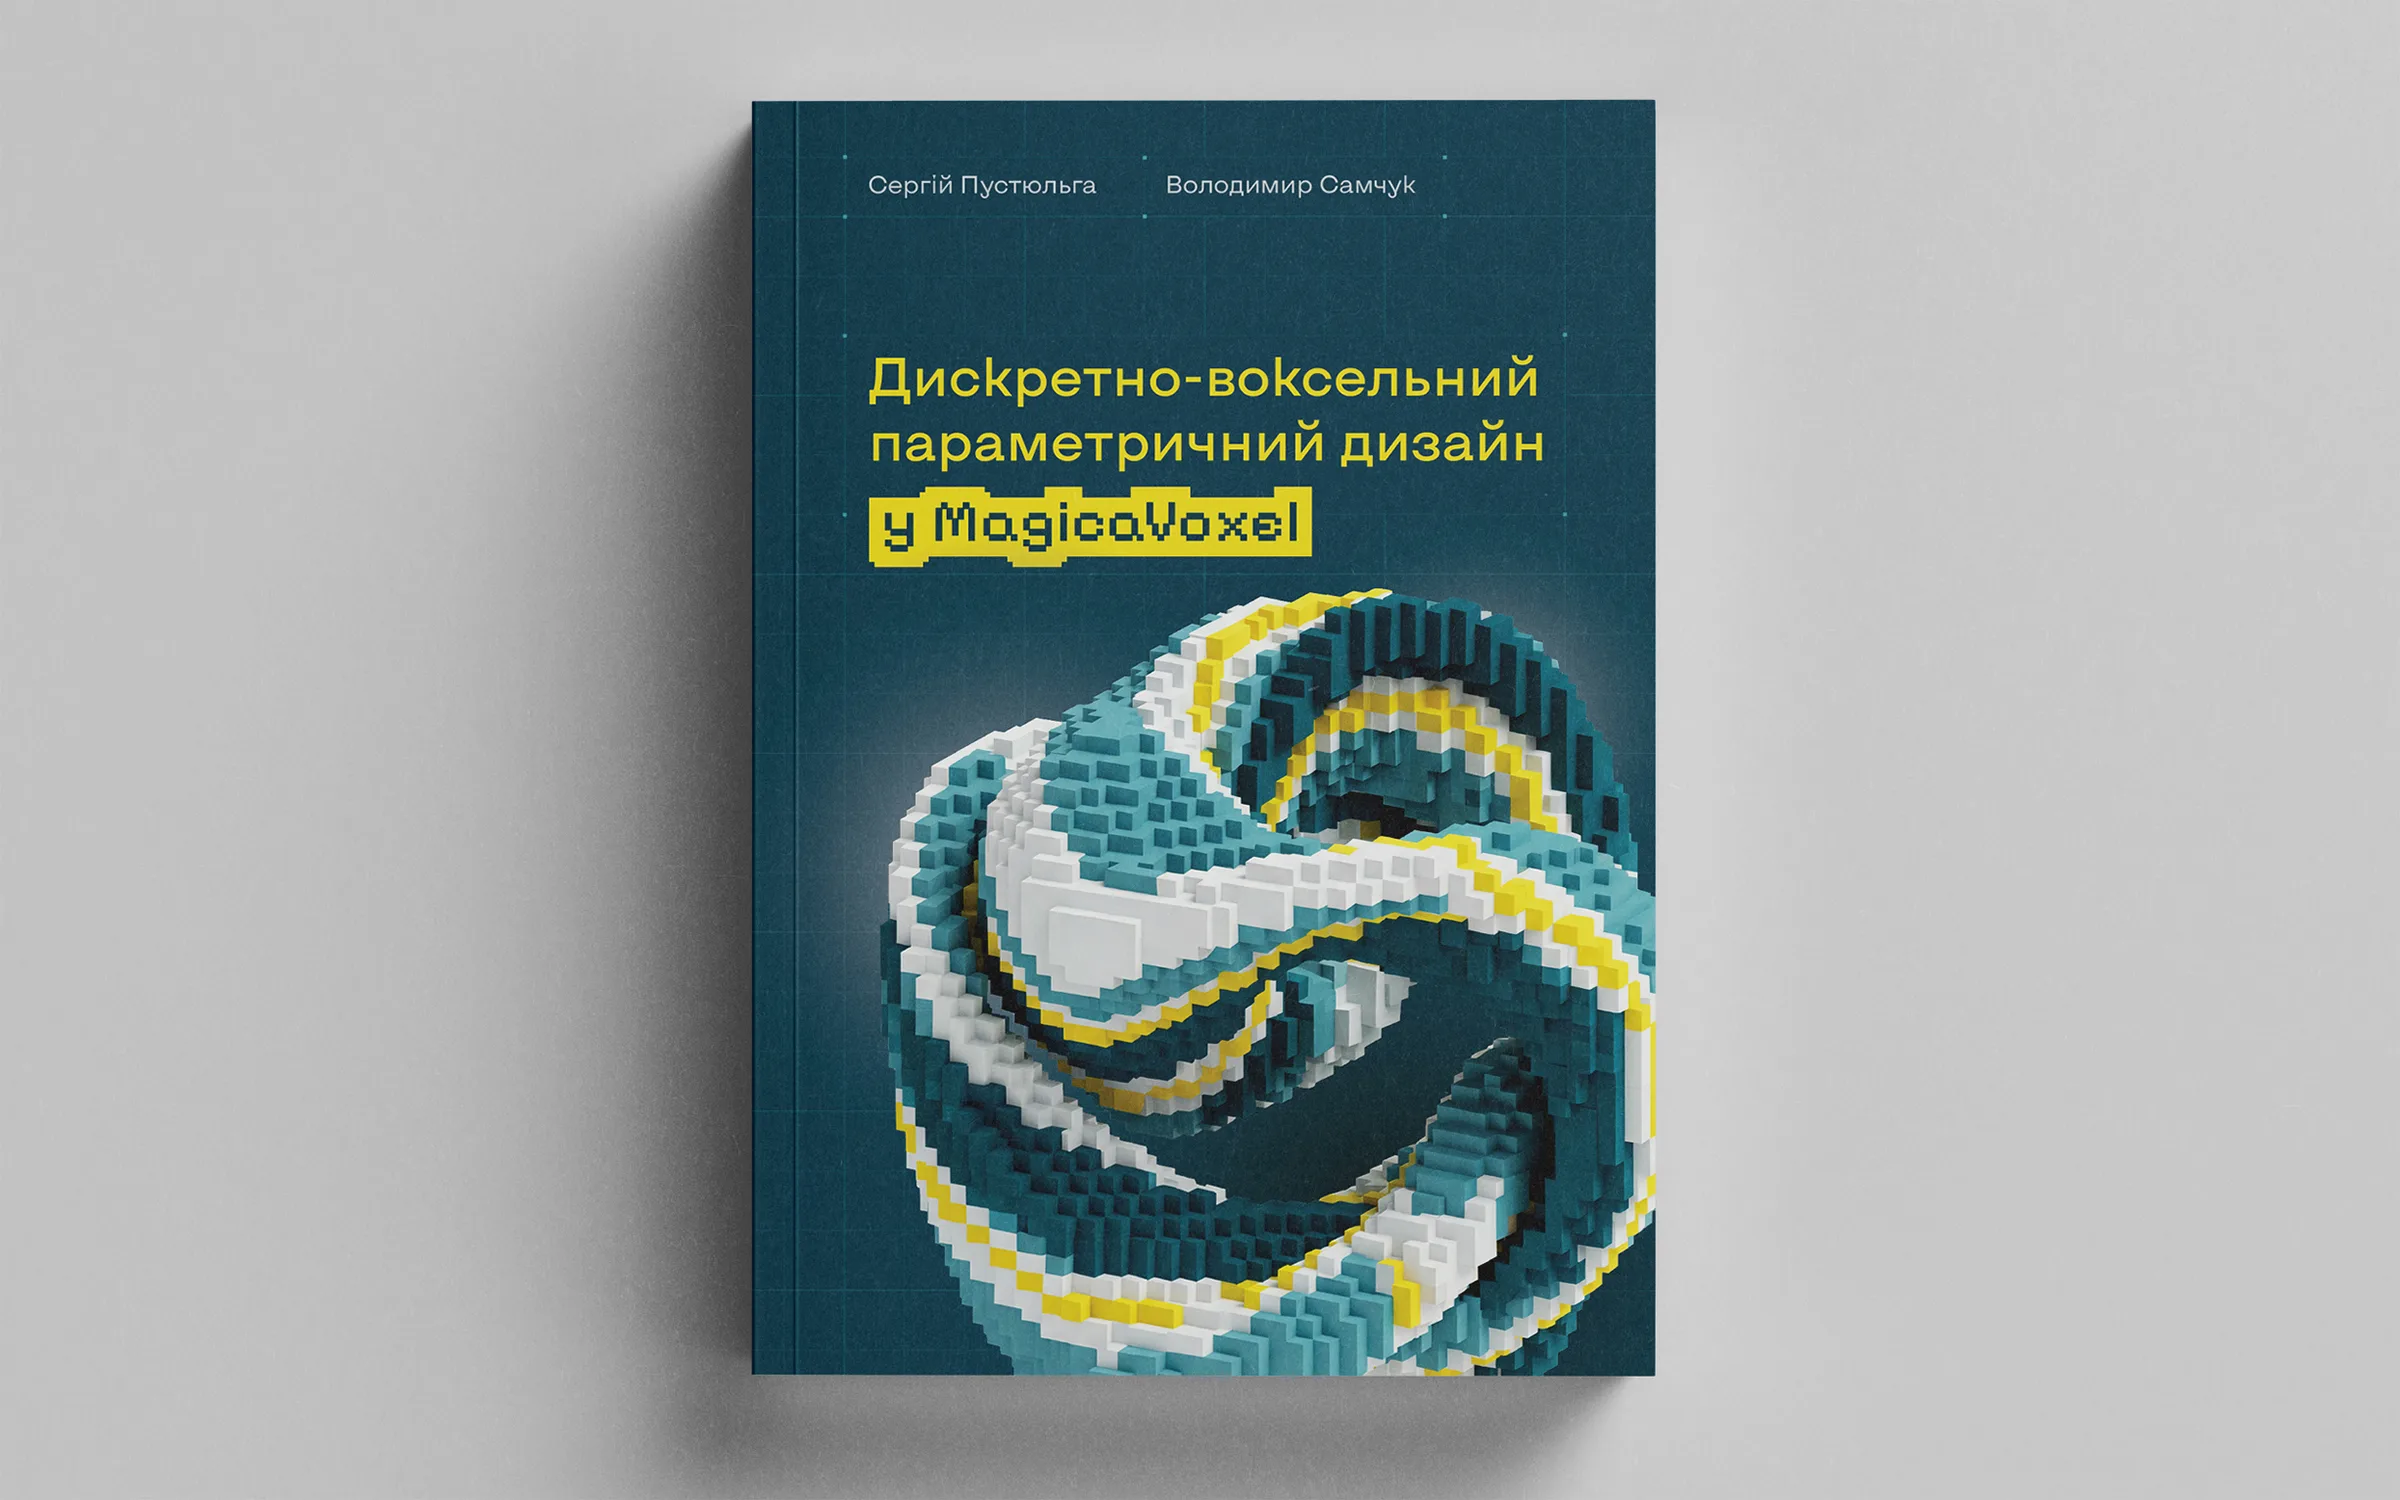 Сергій Пустюльга Володимир Самчук
Дискретно-воксельний
параметричний дизайн
у MagicaVoxel